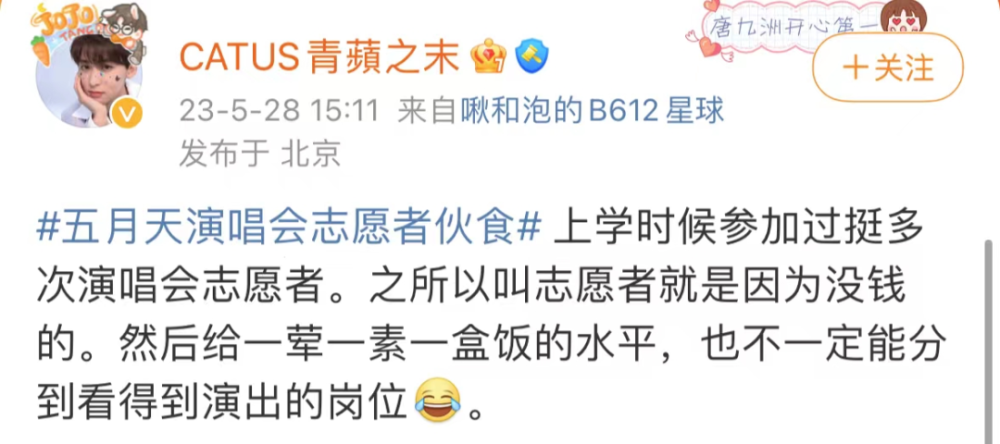 JOJO
TANG
唐九洲开心第一
CATUS青蘋之末
+关注
23-5-28 15:11 来自啾和泡的B612星球
发布于 北京
#五月天演唱会志愿者伙食# 上学时候参加过挺多
次演唱会志愿者。之所以叫志愿者就是因为没钱
的。然后给一荤一素一盒饭的水平，也不一定能分
到看得到演出的岗位😂。